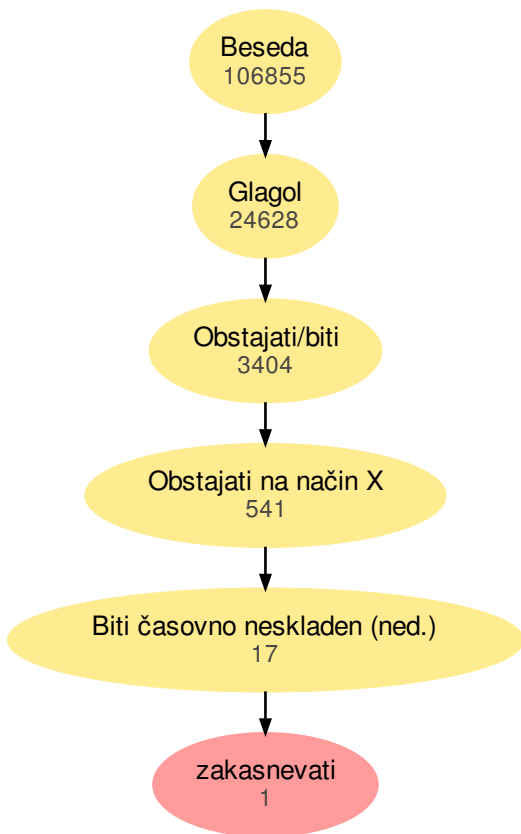 Beseda
106855
Glagol
24628
Obstajati/biti
3404
Obstajati na način X
541
Biti časovno neskladen (ned.)
17
zakasnevati
1